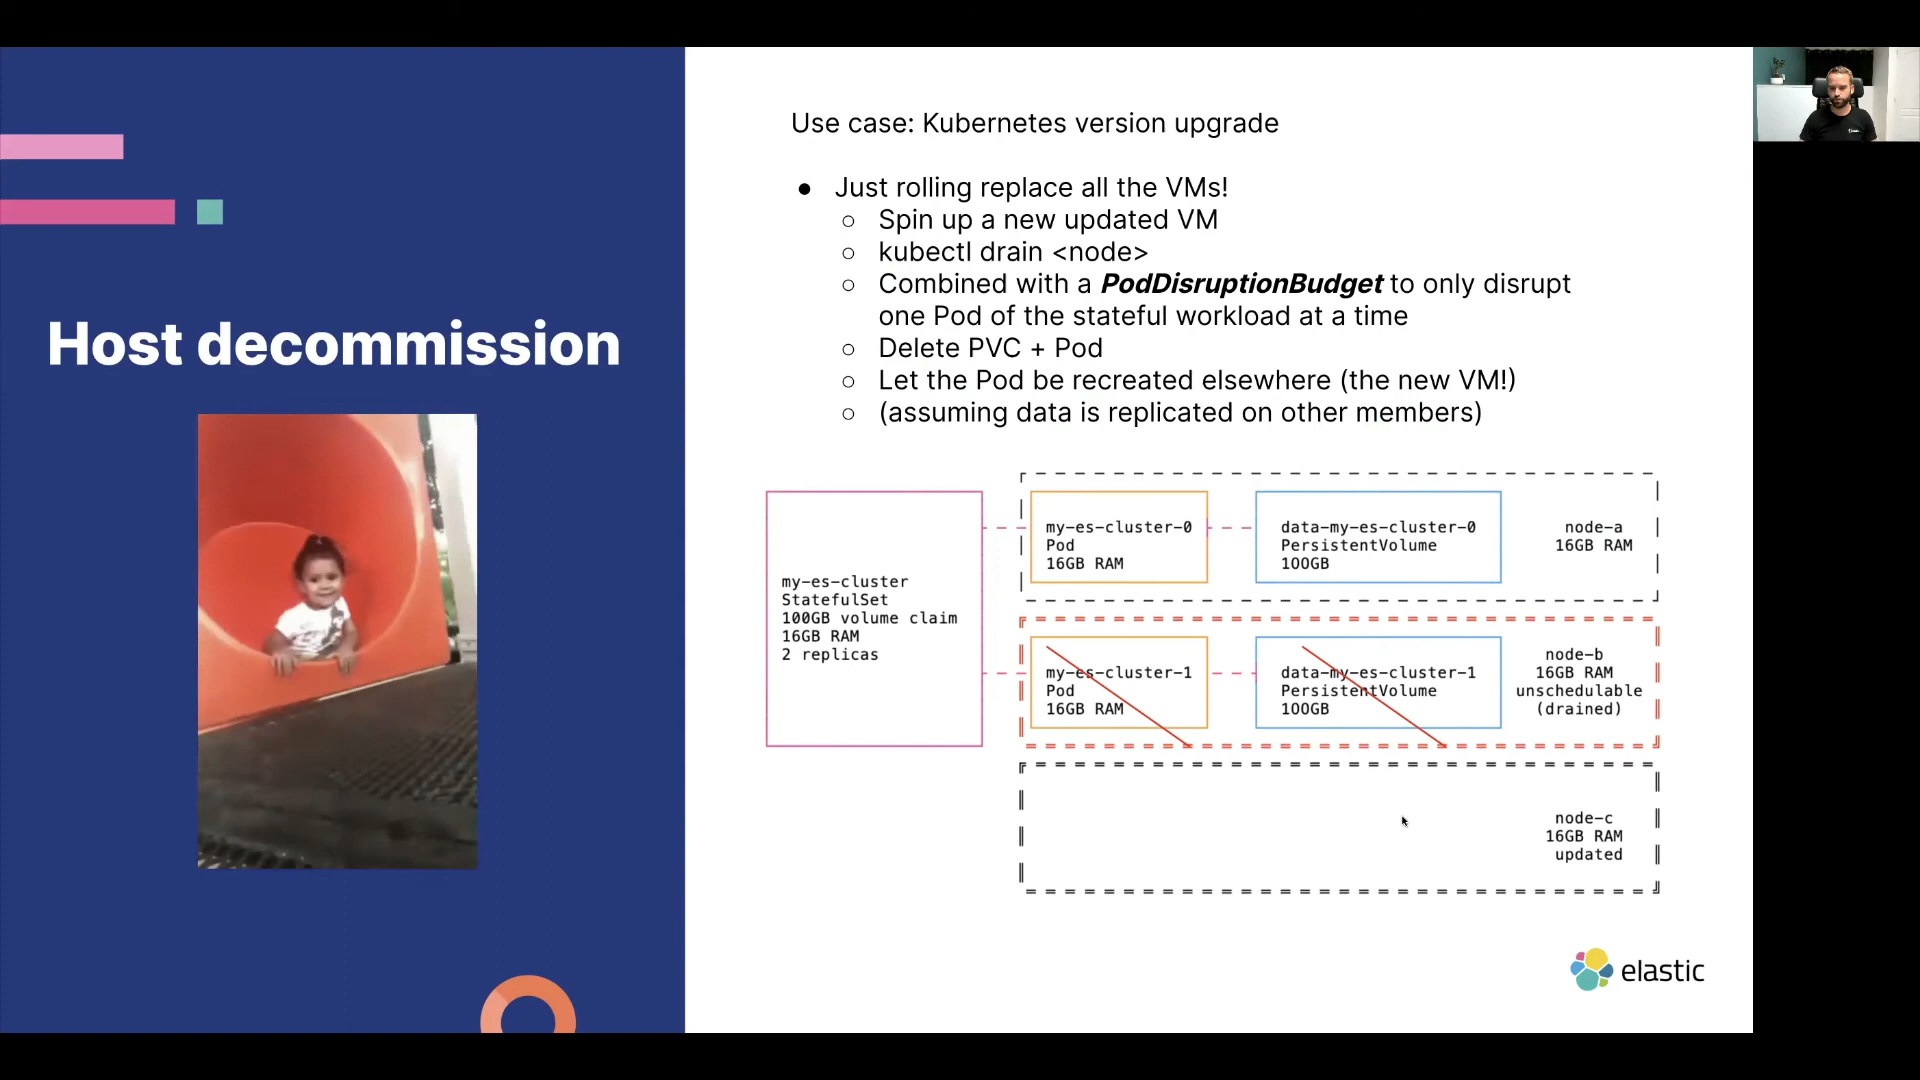 Host decommission
Use case: Kubernetes version upgrade
● Just rolling replace all the VMs!
○ Spin up a new updated VM
○ kubectl drain <node>
○ Combined with a PodDisruptionBudget to only disrupt
one Pod of the stateful workload at a time
○ Delete PVC + Pod
○ Let the Pod be recreated elsewhere (the new VM!)
○ (assuming data is replicated on other members)
my-es-cluster
StatefulSet
100GB volume claim
16GB RAM
2 replicas
my-es-cluster-0
Pod
16GB RAM
data-my-es-cluster-0
PersistentVolume
100GB
node-a
16GB RAM
my-es-cluster-1
Pod
16GB RAM
data-my-es-cluster-1
PersistentVolume
100GB
node-b
16GB RAM
unschedulable
(drained)
node-c
16GB RAM
updated
elastic